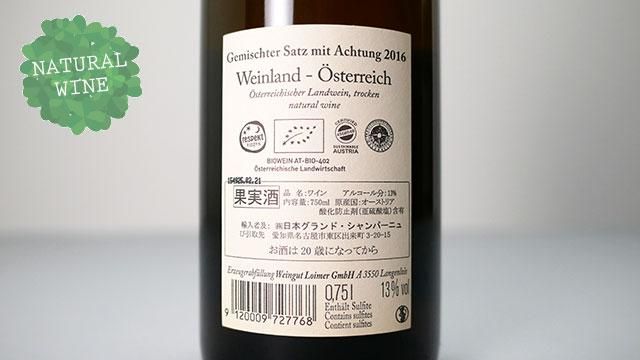 NATURAL
WINE
Gemischter Satz mit Achtung 2016
Weinland - Österreich
Österreichischer Landwein, trocken
natural wine
respekt
CERTIFIED
SUSTAINABLE
AUSTRIA
BIOWEIN AT-BIO-402
Österreichische Landwirtschaft
果実酒
品 名:ワイン アルコール分:13%
内容量:750ml 原産国:オーストリア
酸化防止剤(亜硫酸塩)含有
輸入者及 : ㈱日本グランド・シャンパーニュ
び引取先 愛知県名古屋市東区出来町3-20-15
お酒は20歳になってから
Erzeugerabfüllung Weingut Loimer GmbH A 3550 Langenlois
0,75l
13% vol
Enthält Sulfite
Contains sulfites
Contient sulfites
9 120009 727768